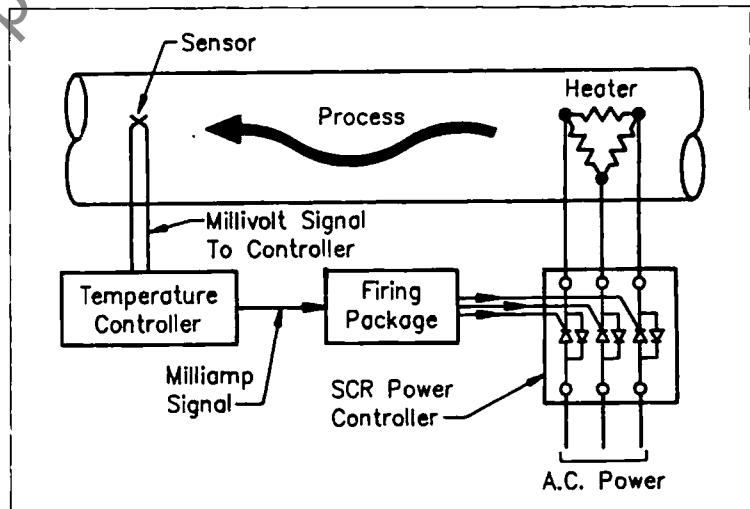 Sensor
Heater
Process
Millivolt Signal
To Controller
Temperature
Controller
Firing
Package
Milliamp
Signal
SCR Power
Controller
A.C. Power